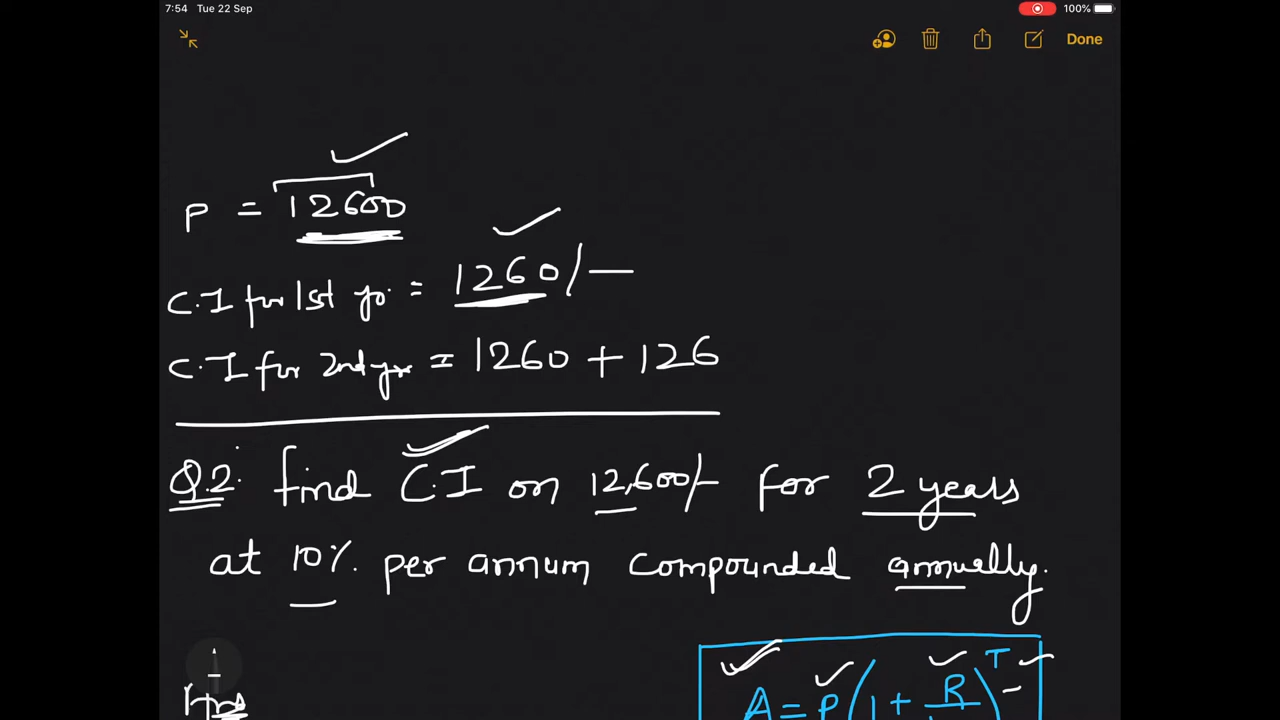 7:54 Tue 22 Sep
100%
Done
P = 12600
C.I for 1st yr. = 1260/-
C.I for 2nd yr = 1260 + 126
Q.2. find C.I on 12,600/- for 2 years
at 10% per annum compounded annually.
A = P(1 + R
T